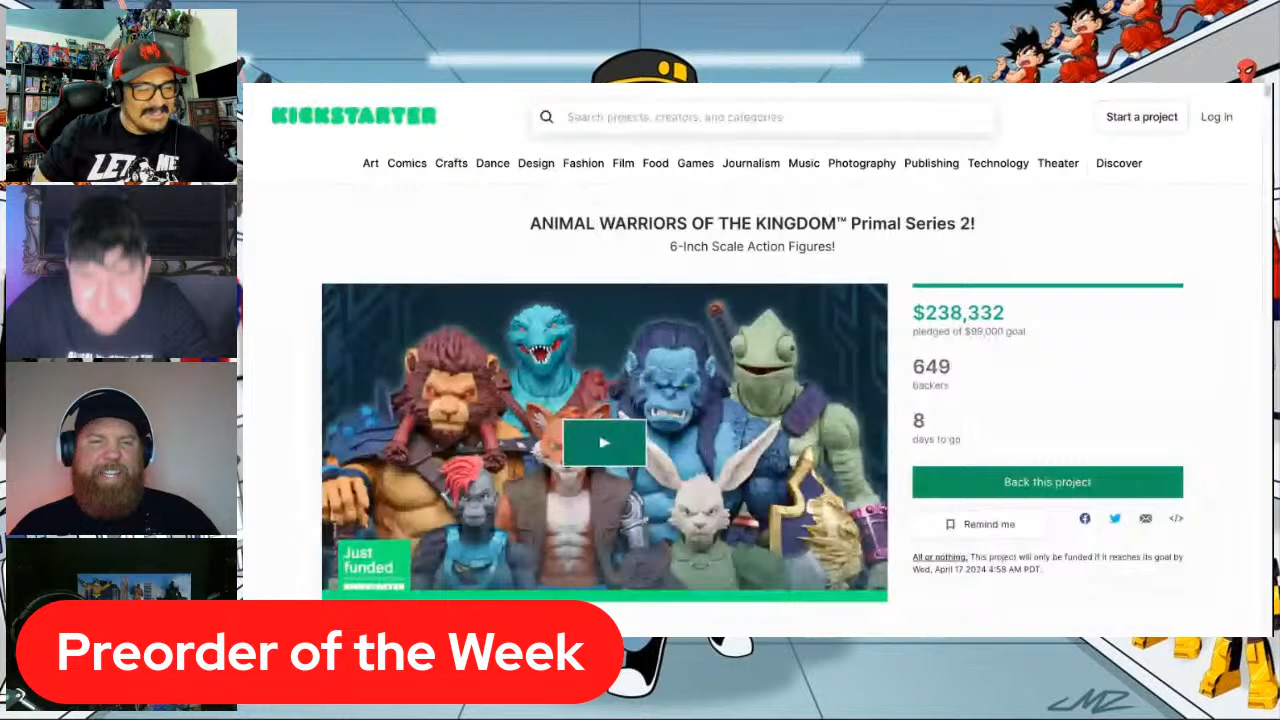 KICKSTARTER
Search projects, creators, and categories
Start a project
Log In
Art Comics Crafts Dance Design Fashion Film Food Games Journalism Music Photography Publishing Technology Theater Discover
ANIMAL WARRIORS OF THE KINGDOM™ Primal Series 2!
6-Inch Scale Action Figures!
$238,332
pledged of $99,000 goal
649
backers
8
days to go
Back this project
Remind me
</>
All or nothing. This project will only be funded if it reaches its goal by
Wed, April 17 2024 4:58 AM PDT.
Just
funded
KICKSTARTER
LET ME
Preorder of the Week